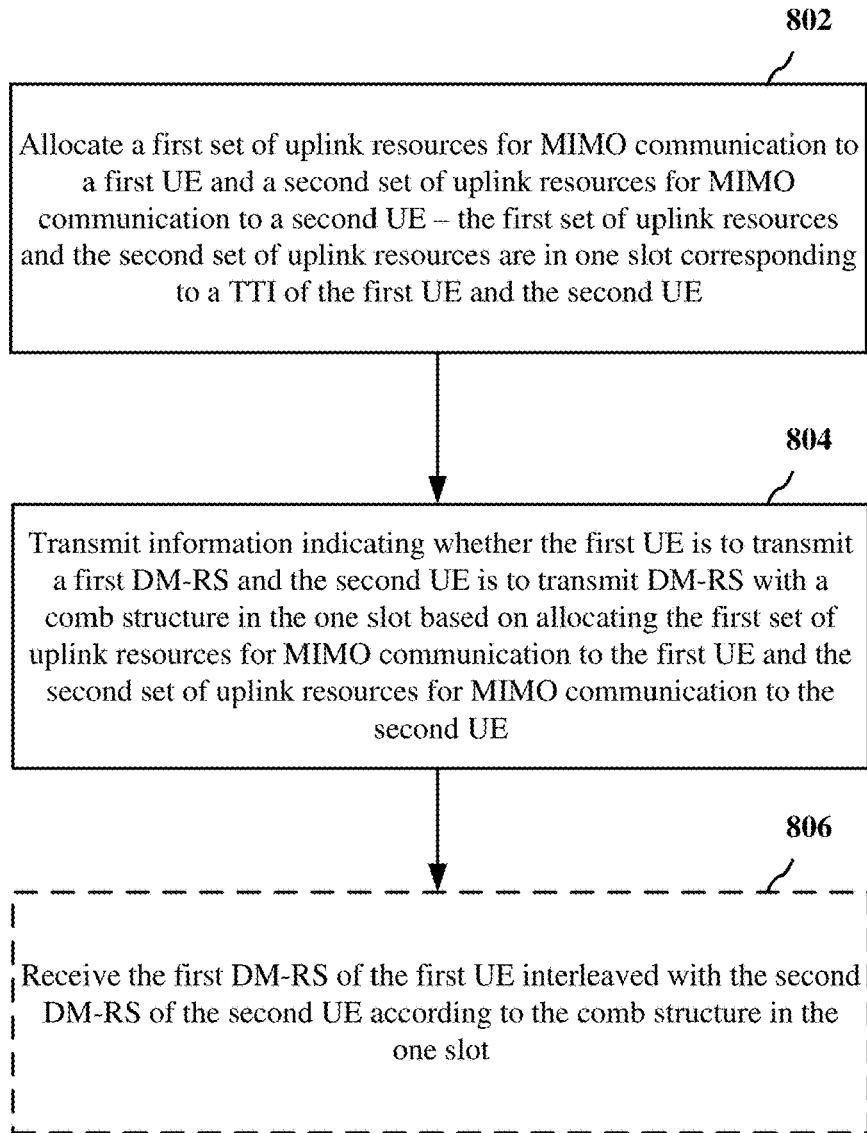 802
Allocate a first set of uplink resources for MIMO communication to
a first UE and a second set of uplink resources for MIMO
communication to a second UE – the first set of uplink resources
and the second set of uplink resources are in one slot corresponding
to a TTI of the first UE and the second UE
804
Transmit information indicating whether the first UE is to transmit
a first DM-RS and the second UE is to transmit DM-RS with a
comb structure in the one slot based on allocating the first set of
uplink resources for MIMO communication to the first UE and the
second set of uplink resources for MIMO communication to the
second UE
806
Receive the first DM-RS of the first UE interleaved with the second
DM-RS of the second UE according to the comb structure in the
one slot